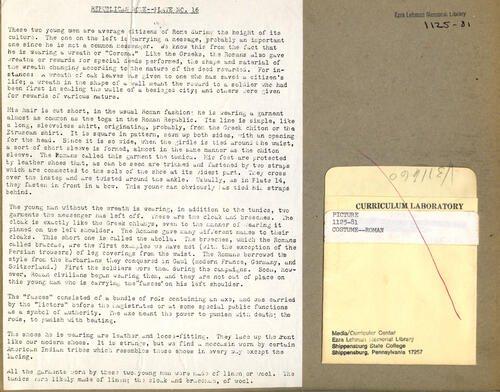 REPUBLICAN ROME--PLATE NO. 16
These two young men are average citizens of Rome during the height of its
culture. The one on the left is carrying a message, probably an important
one since he is not a common messenger. We know this from the fact that
he is wearing a wreath or "Corona." Like the Greeks, the Romans also gave
wreaths or rewards for special deeds performed, the shape and material of
the wreath changing according to the nature of the deed rewarded. For in-
stance: A wreath of oak leaves was given to one who had saved a citizen's
life; a wreath in the shape of a wall meant the reward to a soldier who had
been first in scaling the walls of a besieged city; and others were given
for rewards of various nature.
His hair is cut short, in the usual Roman fashion; he is wearing a garment
almost as common as the toga in the Roman Republic. Its line is simple, like
a long, sleeveless shirt, originating, probably, from the Greek chiton or the
Etruscan shirt. It is square in pattern, sewn up both sides, with an opening
for the head. Since it is so wide, when the girdle is tied around the waist,
a sort of short sleeve is formed, almost in the same manner as the chiton
sleeve. The Romans called this garment the tunica. His feet are protected
by leather shoes that, as can be seen are trimmed and fastened by two straps
which are connected to the sole of the shoe at its widest part. They cross
over the instep and are twisted around the ankle. Usually, as in Plate 14,
they fasten in front in a bow. This young man obviously has tied his straps
behind.
The young man without the wreath is wearing, in addition to the tunica, two
garments the messenger has left off. These are the cloak and breeches. The
cloak is exactly like the Greek chlamys, even to the manner of wearing it
pinned on the left shoulder. The Romans gave many different names to their
cloaks. This short one is called the abolla. The breeches, which the Romans
called braccae, are the first examples we have met (with the exception of the
Persian trousers) of leg coverings from the waist. The Romans borrowed the
style from the barbarians they conquered in Gaul (modern France, Germany, and
Switzerland.) First the soldiers wore them during the campaigns. Soon, how-
ever, Roman civilians began wearing them, and they are not out of place on
this young man who is carrying the "fasces" on his left shoulder.
The "fasces" consisted of a bundle of rods containing an axe, and was carried
by the "lictors" before the magistrates or at some special public functions
as a symbol of authority. The axe meant the power to punish with death; the
rods, to punish with beating.
The shoes he is wearing are leather and loose-fitting. They lace up the front
like our modern shoes. It is strange, but we find a moccasin worn by certain
American Indian tribes which resembles these shoes in every way except the
lacing.
All the garments worn by these two young men were made of linen or wool. The
tunics were likely made of linen; the cloak and braccae, of wool.
Ezra Lehman Memorial Library
1125-81
V31660
CURRICULUM LABORATORY
PICTURE
1125-81
COSTUME--ROMAN
Media/Curricular Center
Ezra Lehman Memorial Library
Shippensburg State College
Shippensburg, Pennsylvania 17257